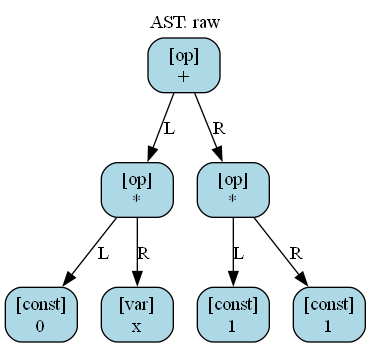 AST: raw
[op]
+
L
R
[op]
*
[op]
*
L
R
L
R
[const]
0
[var]
x
[const]
1
[const]
1